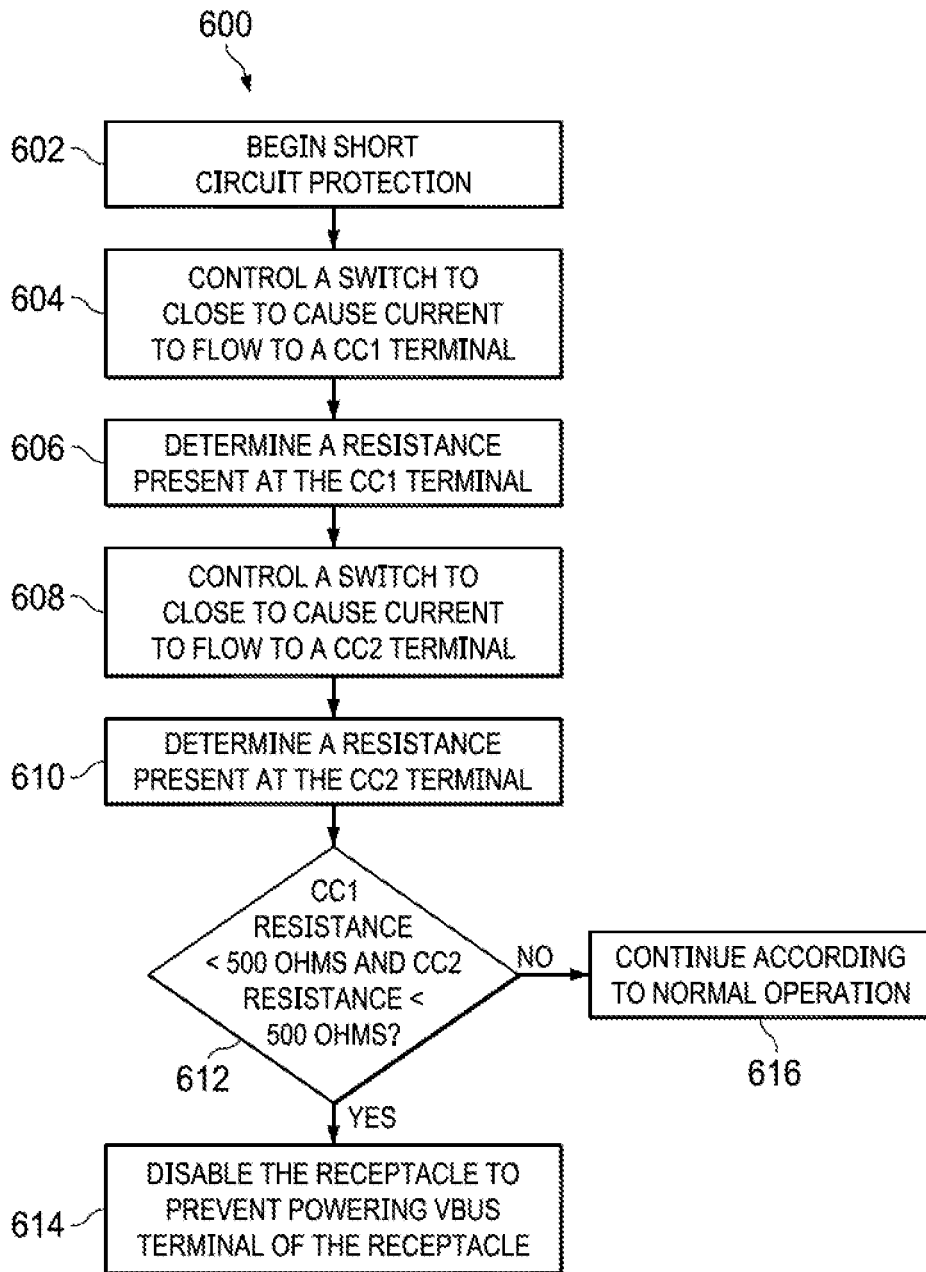 600
602
BEGIN SHORT
CIRCUIT PROTECTION
604
CONTROL A SWITCH TO
CLOSE TO CAUSE CURRENT
TO FLOW TO A CC1 TERMINAL
606
DETERMINE A RESISTANCE
PRESENT AT THE CC1 TERMINAL
608
CONTROL A SWITCH TO
CLOSE TO CAUSE CURRENT
TO FLOW TO A CC2 TERMINAL
610
DETERMINE A RESISTANCE
PRESENT AT THE CC2 TERMINAL
CC1
RESISTANCE
< 500 OHMS AND CC2
RESISTANCE <
500 OHMS?
612
NO
CONTINUE ACCORDING
TO NORMAL OPERATION
616
YES
614
DISABLE THE RECEPTACLE TO
PREVENT POWERING VBUS
TERMINAL OF THE RECEPTACLE